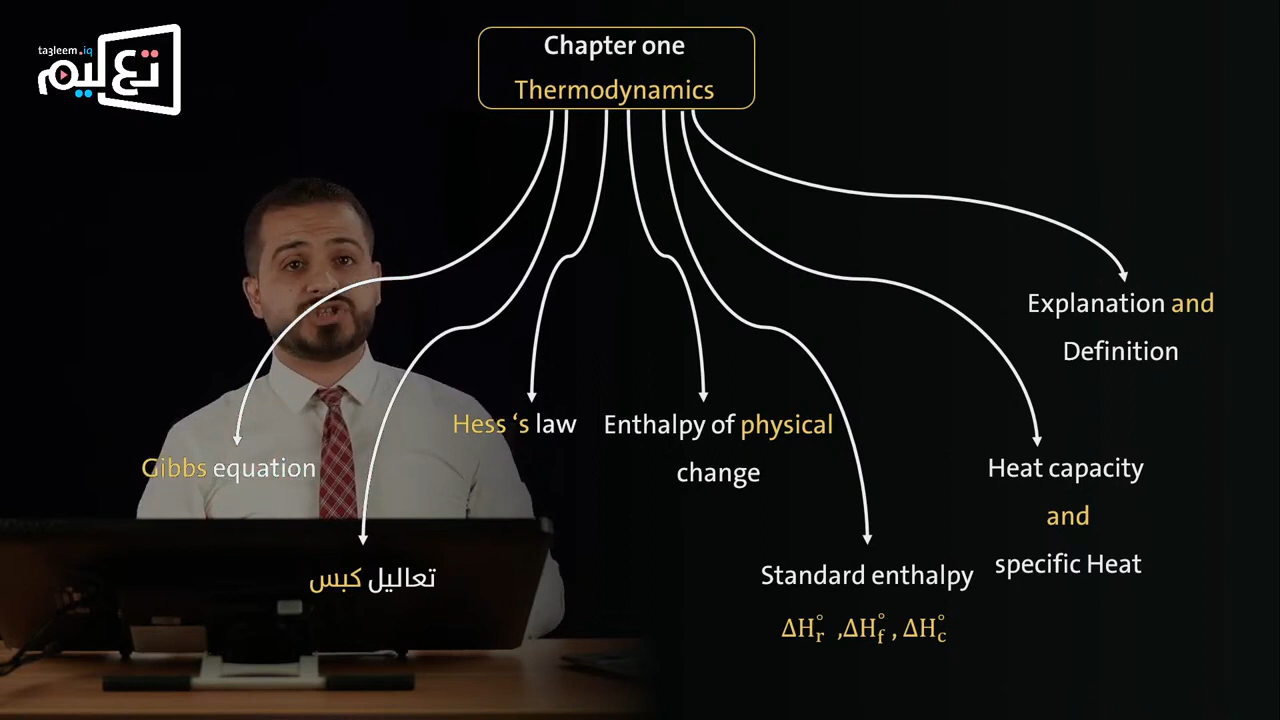 ta3leem.iq
تعليم
Chapter one
Thermodynamics
Explanation and
Definition
Hess ‘s law
Enthalpy of physical
change
Gibbs equation
Heat capacity
and
specific Heat
تعاليل كبس
Standard enthalpy
ΔH°r ,ΔH°f , ΔH°c